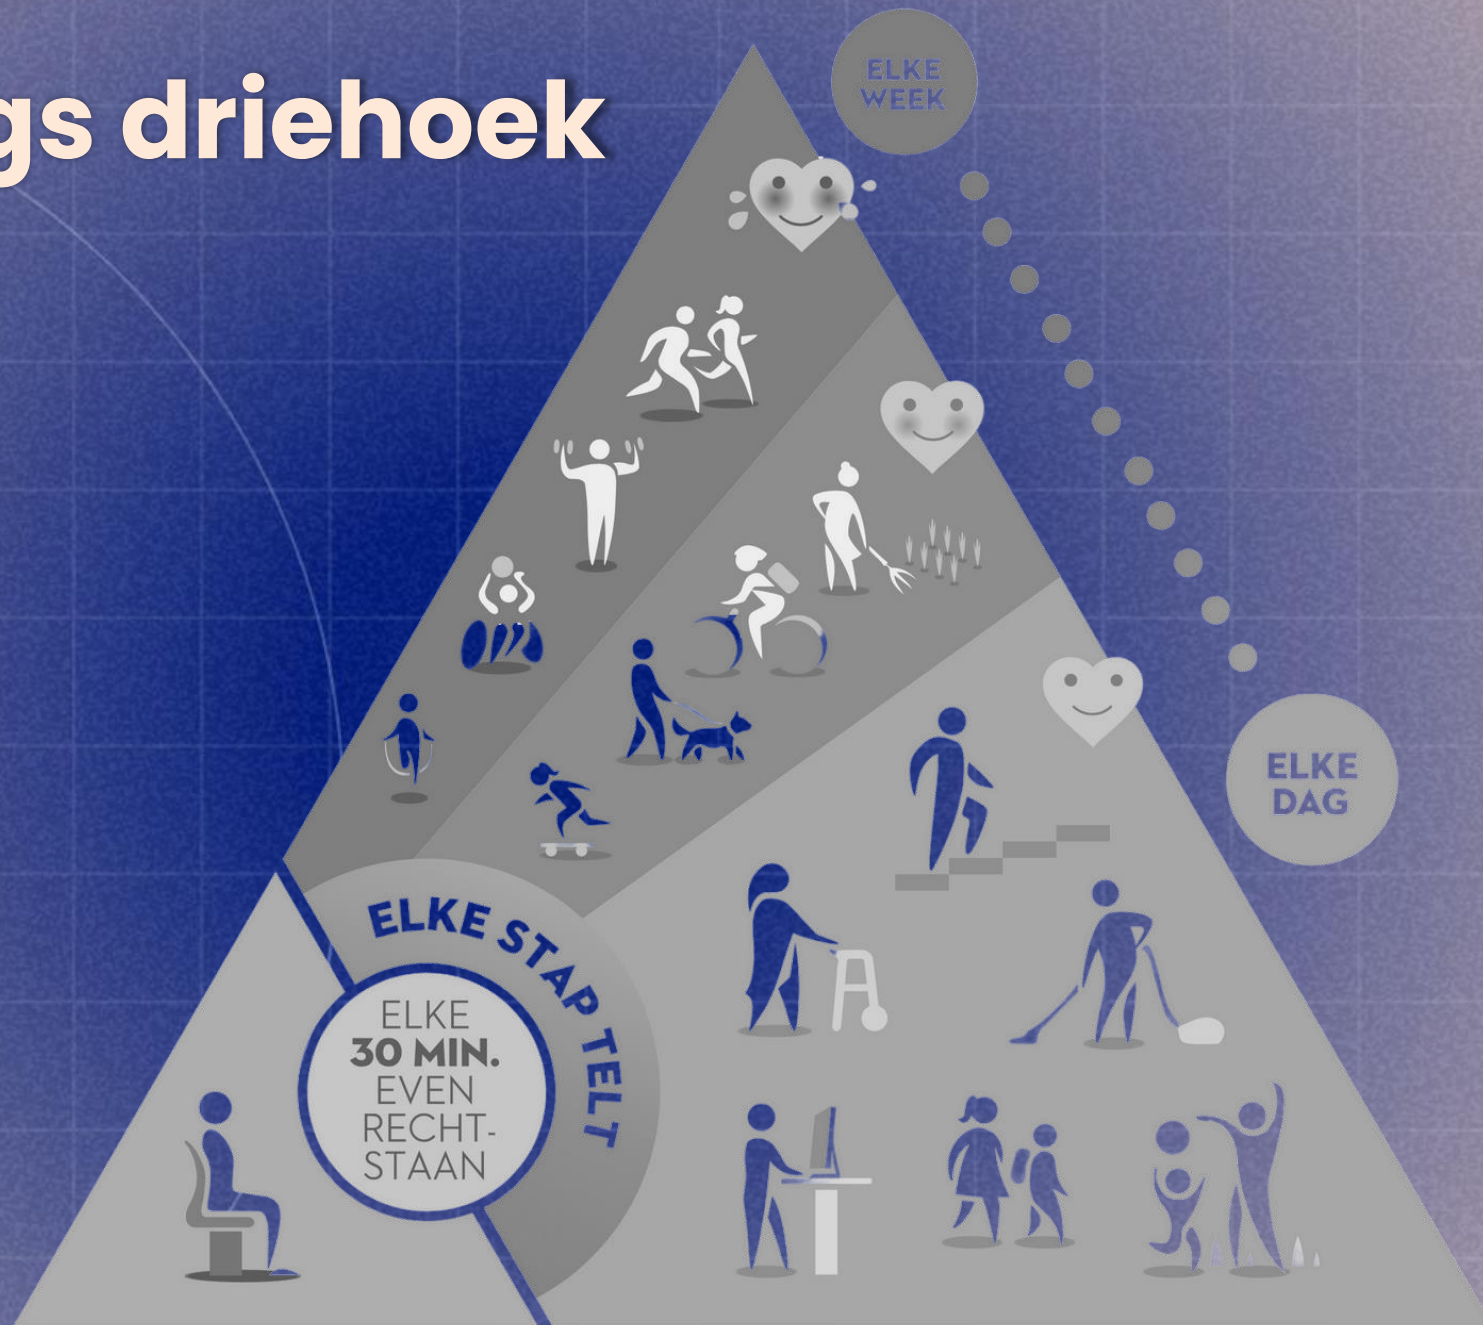 gs driehoek
ELKE
WEEK
ELKE
DAG
ELKE STAP TELT
ELKE
30 MIN.
EVEN
RECHT-
STAAN